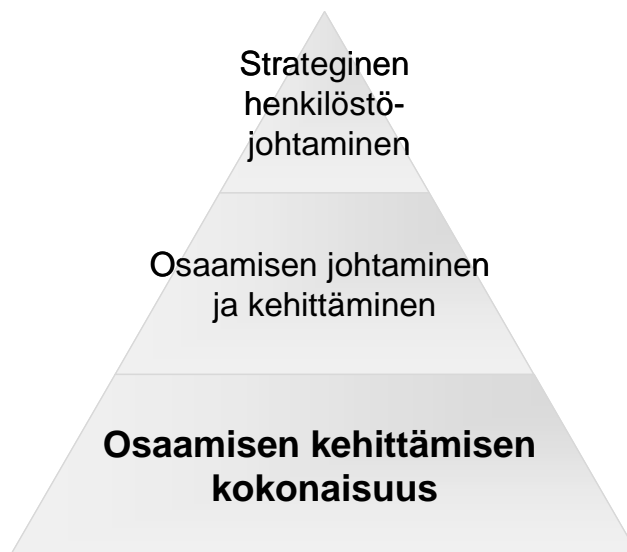 Strateginen
henkilöstö-
johtaminen
Osaamisen johtaminen
ja kehittäminen
Osaamisen kehittämisen
kokonaisuus